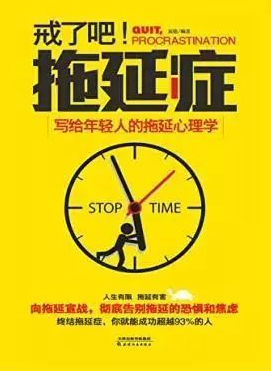 戒了吧！
QUIT,
PROCRASTINATION
拖延症
写给年轻人的拖延心理学
STOP TIME
人生有限 拖延有害
向拖延宣战，彻底告别拖延的恐惧和焦虑
终结拖延症，你就能成功超越93%的人